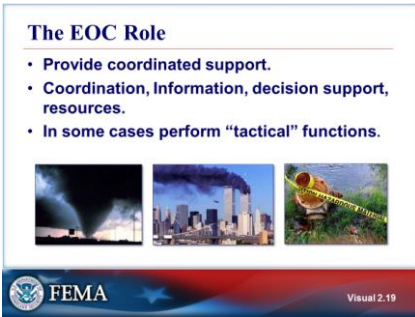 The EOC Role
• Provide coordinated support.
• Coordination, Information, decision support,
resources.
• In some cases perform “tactical” functions.
FEMA
Visual 2.19